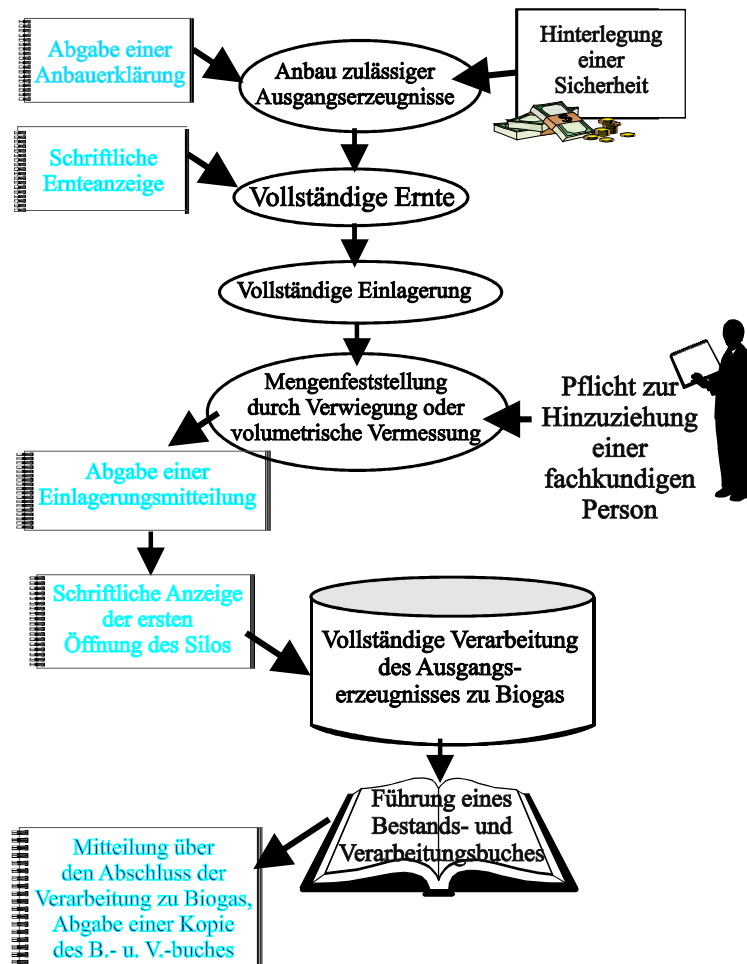 Abgabe einer
Anbauerklärung
Anbau zulässiger
Ausgangserzeugnisse
Hinterlegung
einer
Sicherheit
Schriftliche
Ernteanzeige
Vollständige Ernte
Vollständige Einlagerung
Mengenfeststellung
durch Verwiegung oder
volumetrische Vermessung
Pflicht zur
Hinzuziehung
einer
fachkundigen
Person
Abgabe einer
Einlagerungsmitteilung
Schriftliche Anzeige
der ersten
Öffnung des Silos
Vollständige Verarbeitung
des Ausgangs-
erzeugnisses zu Biogas
Führung eines
Bestands- und
Verarbeitungsbuches
Mitteilung über
den Abschluss der
Verarbeitung zu Biogas,
Abgabe einer Kopie
des B.- u. V.-buches